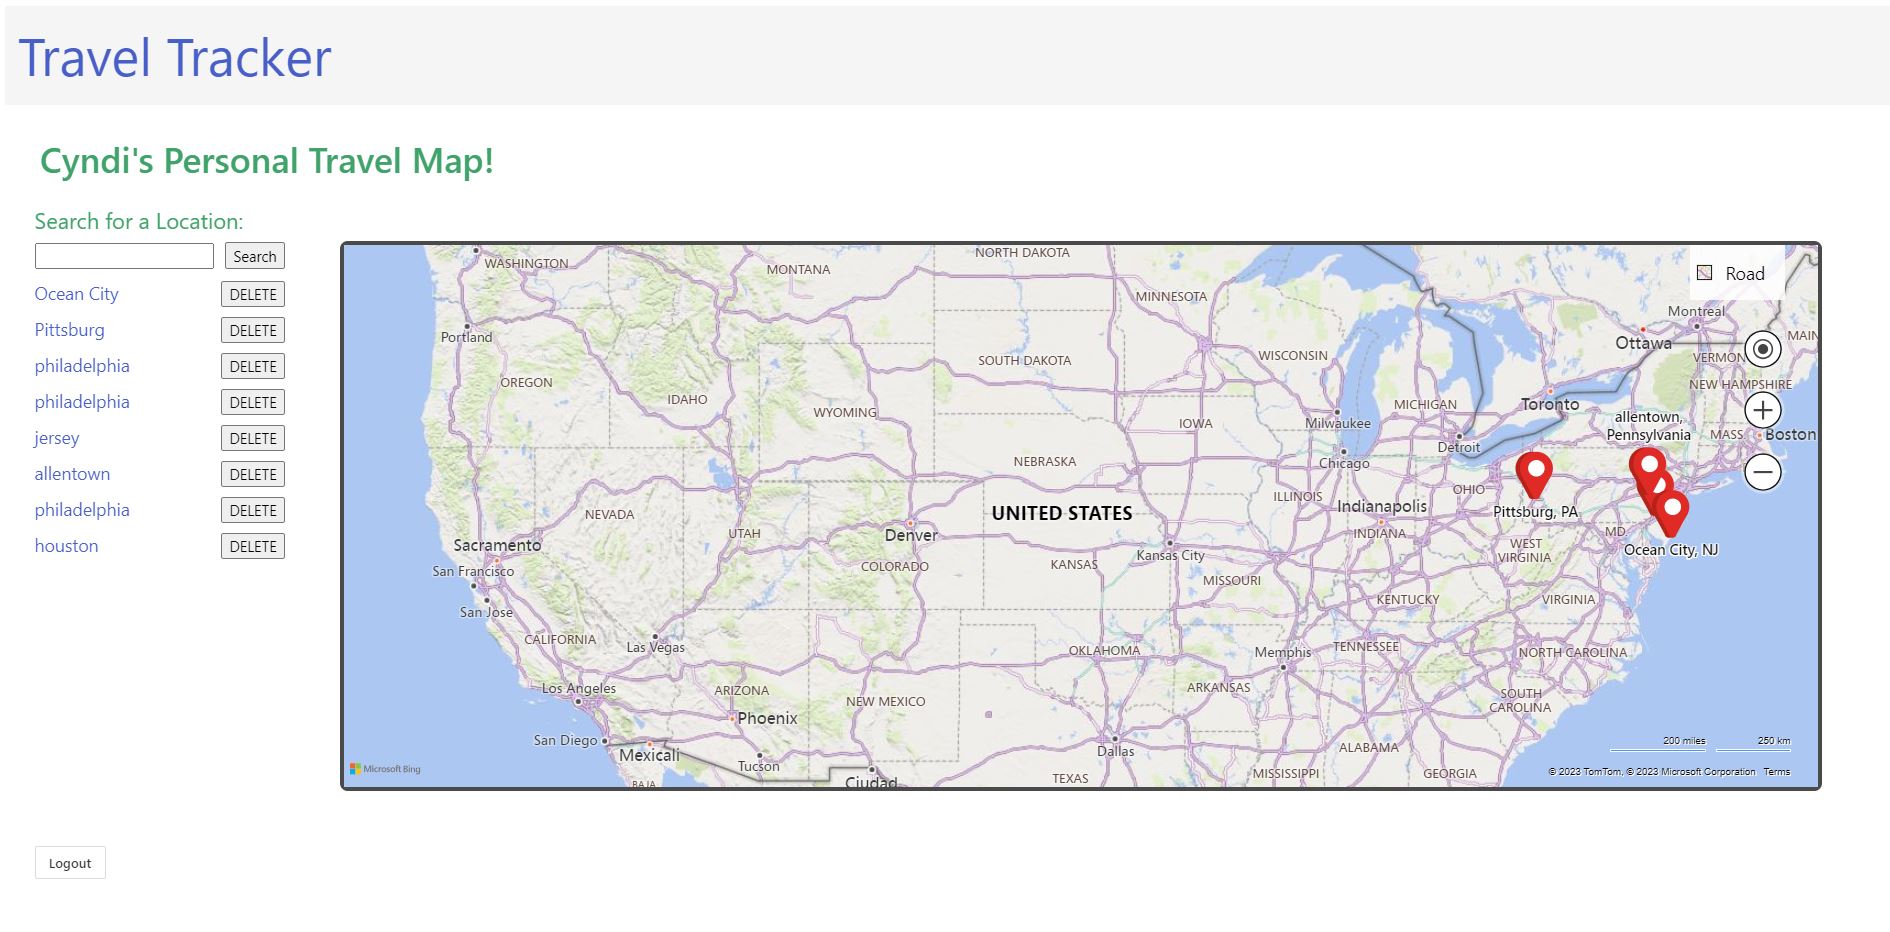 Travel Tracker
Cyndi's Personal Travel Map!
Search for a Location:
Search
Ocean City DELETE
Pittsburg DELETE
philadelphia DELETE
philadelphia DELETE
jersey DELETE
allentown DELETE
philadelphia DELETE
houston DELETE
Road
NORTH DAKOTA
WASHINGTON
MONTANA
MINNESOTA
Montreal
MAIN
Portland
Ottawa
VERMON
SOUTH DAKOTA
WISCONSIN
OREGON
NEW HAMPSHIRE
IDAHO
MICHIGAN
Toronto
WYOMING
allentown,
Pennsylvania
IOWA
Milwaukee
MASS.
Boston
Detroit
NEBRASKA
Chicago
OHIO
ILLINOIS
Indianapolis
NEVADA
UNITED STATES
Pittsburg, PA
UTAH
Denver
INDIANA
MD
Sacramento
WEST
VIRGINIA
Ocean City, NJ
Kansas City
COLORADO
KANSAS
San Francisco
MISSOURI
KENTUCKY
VIRGINIA
San Jose
CALIFORNIA
Las Vegas
OKLAHOMA
Memphis
TENNESSEE
NORTH CAROLINA
Los Angeles
ARIZONA
NEW MEXICO
ARKANSAS
SOUTH
CAROLINA
Phoenix
San Diego
Mexicali
Dallas
ALABAMA
200 miles
250 km
Tucson
Microsoft Bing
TEXAS
MISSISSIPPI
GEORGIA
© 2023 TomTom, © 2023 Microsoft Corporation Terms
Ciudad
BAJA
Logout